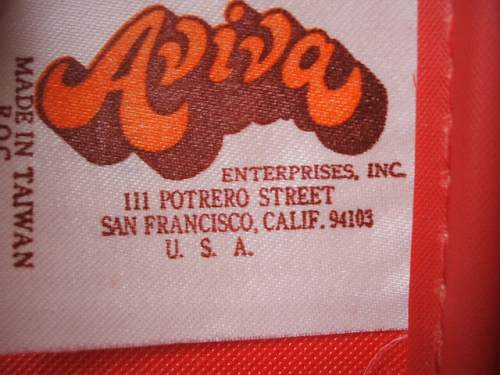 Aviva
ENTERPRISES, INC.
111 POTRERO STREET
SAN FRANCISCO, CALIF. 94103
U. S. A.
MADE IN TAIWAN
R.O.C